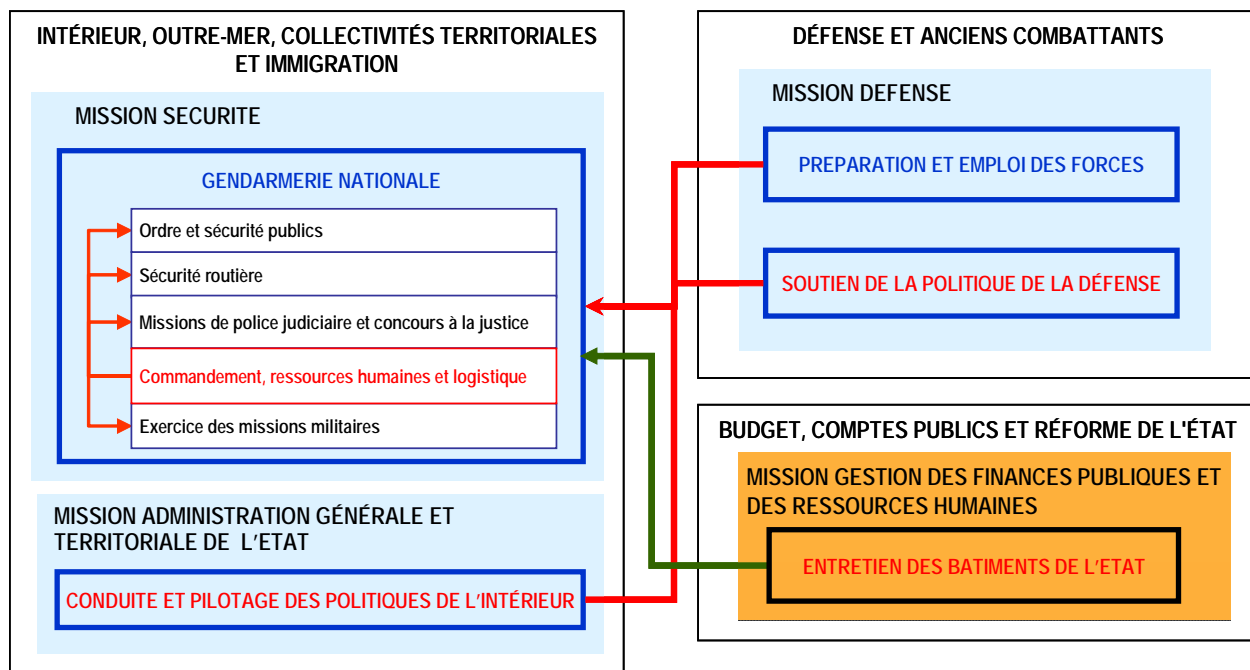 INTÉRIEUR, OUTRE-MER, COLLECTIVITÉS TERRITORIALES
ET IMMIGRATION
MISSION SECURITE
GENDARMERIE NATIONALE
Ordre et sécurité publics
Sécurité routière
Missions de police judiciaire et concours à la justice
Commandement, ressources humaines et logistique
Exercice des missions militaires
MISSION ADMINISTRATION GÉNÉRALE ET
TERRITORIALE DE L'ETAT
CONDUITE ET PILOTAGE DES POLITIQUES DE L'INTÉRIEUR
DÉFENSE ET ANCIENS COMBATTANTS
MISSION DEFENSE
PREPARATION ET EMPLOI DES FORCES
SOUTIEN DE LA POLITIQUE DE LA DÉFENSE
BUDGET, COMPTES PUBLICS ET RÉFORME DE L'ÉTAT
MISSION GESTION DES FINANCES PUBLIQUES ET
DES RESSOURCES HUMAINES
ENTRETIEN DES BATIMENTS DE L'ETAT